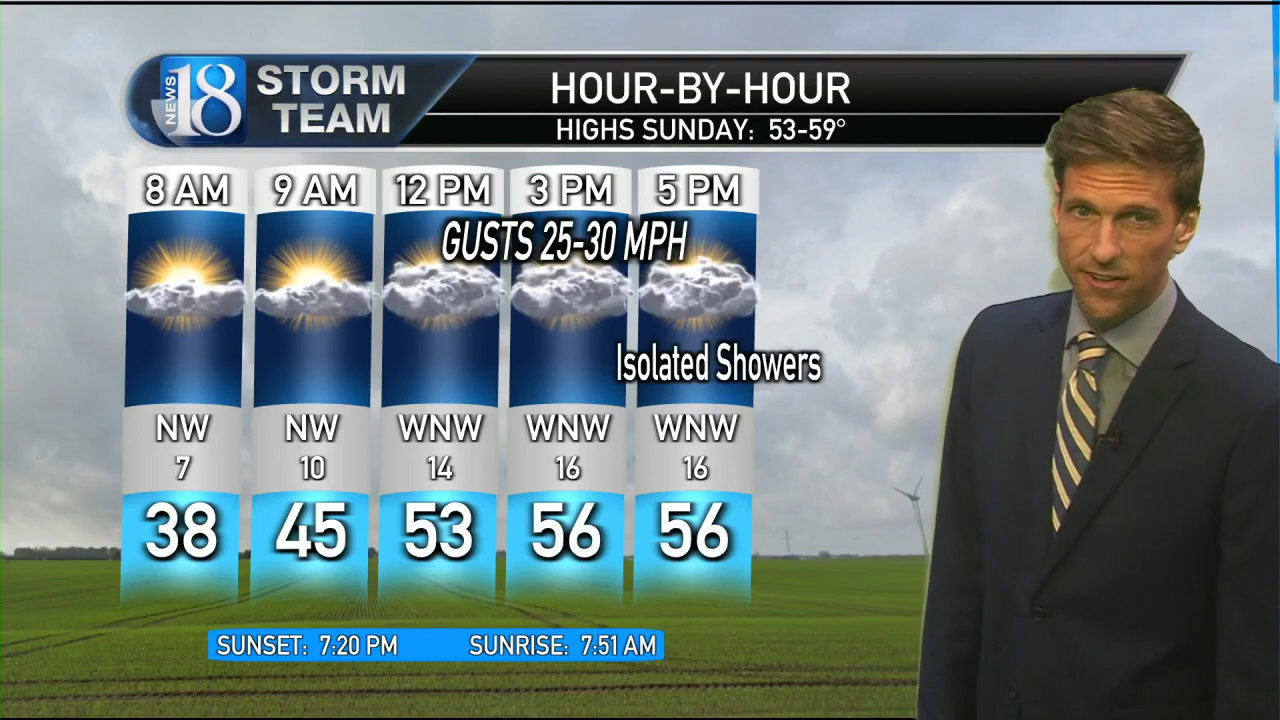 NEWS 18 STORM TEAM
HOUR-BY-HOUR
HIGHS SUNDAY: 53-59°
8 AM 9 AM 12 PM 3 PM 5 PM
GUSTS 25-30 MPH
Isolated Showers
NW NW WNW WNW WNW
7 10 14 16 16
38 45 53 56 56
SUNSET: 7:20 PM SUNRISE: 7:51 AM